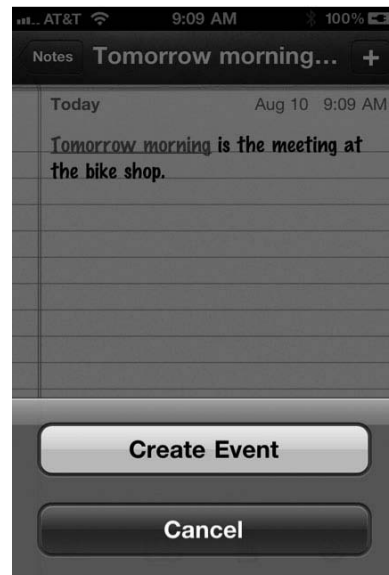 AT&T 9:09 AM 100%
Notes Tomorrow morning... +
Today Aug 10 9:09 AM
Tomorrow morning is the meeting at
the bike shop.
Create Event
Cancel